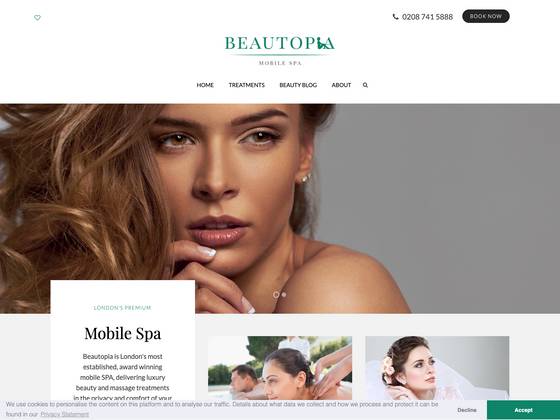 0208 741 5888
BOOK NOW
BEAUTOPIA
MOBILE SPA
HOME TREATMENTS BEAUTY BLOG ABOUT
LONDON'S PREMIUM
Mobile Spa
Beautopia is London's most
established, award winning
mobile SPA, delivering luxury
beauty and massage treatments
in the privacy and comfort of your
We use cookies to personalise the content on this platform and to analyse our traffic. Details about what data we collect and how we process and protect it can be
found in our Privacy Statement
Decline
Accept